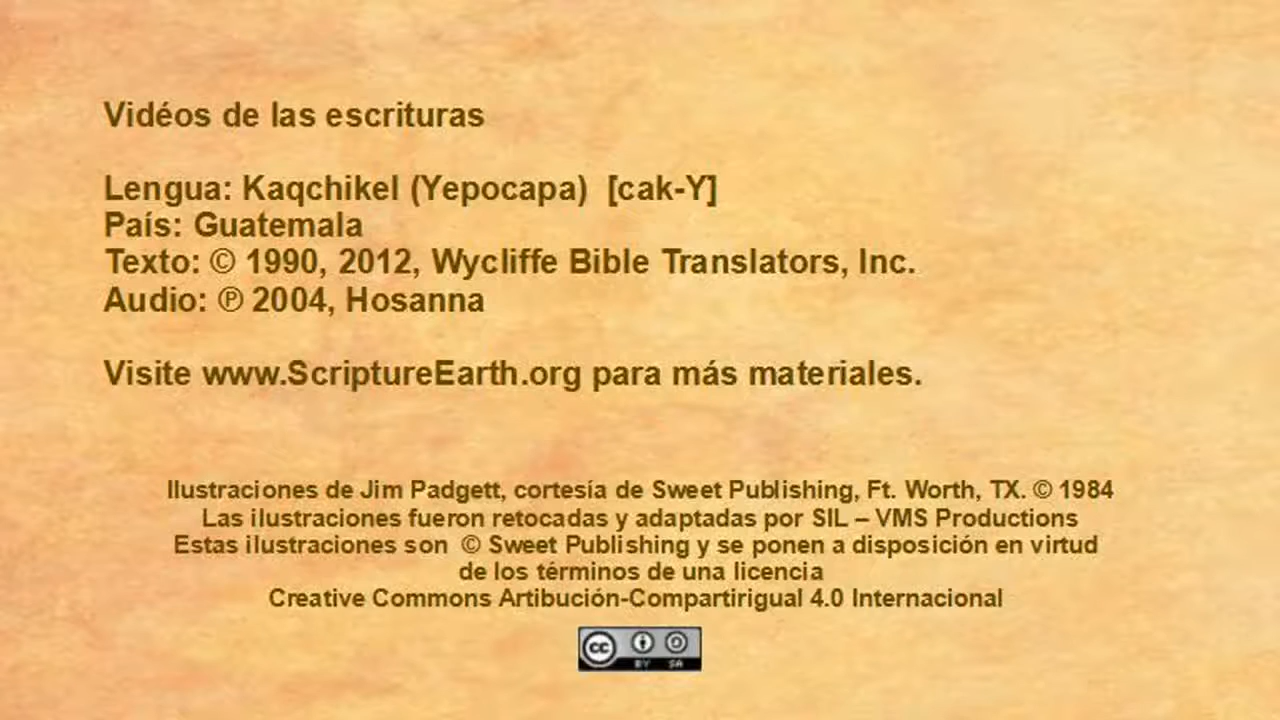 Vidéos de las escrituras
Lengua: Kaqchikel (Yepocapa) [cak-Y]
País: Guatemala
Texto: © 1990, 2012, Wycliffe Bible Translators, Inc.
Audio: ℗ 2004, Hosanna
Visite www.ScriptureEarth.org para más materiales.
Ilustraciones de Jim Padgett, cortesía de Sweet Publishing, Ft. Worth, TX. © 1984
Las ilustraciones fueron retocadas y adaptadas por SIL – VMS Productions
Estas ilustraciones son © Sweet Publishing y se ponen a disposición en virtud
de los términos de una licencia
Creative Commons Artibución-Compartirigual 4.0 Internacional
cc BY SA